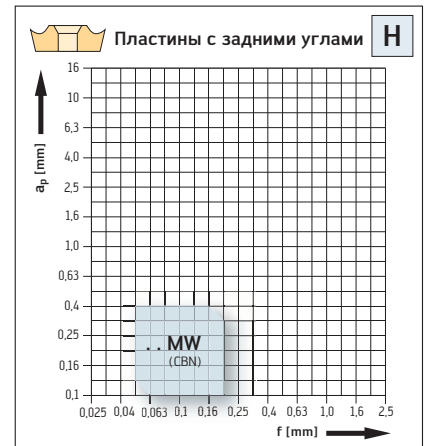 Пластины с задними углами H
16
10
6,3
4,0
2,5
1,6
1,0
0,63
0,4
0,25
0,16
0,1
aₚ [mm]
. . MW
(CBN)
0,025 0,04 0,063 0,1 0,16 0,25 0,4 0,63 1,0 1,6 2,5
f [mm]